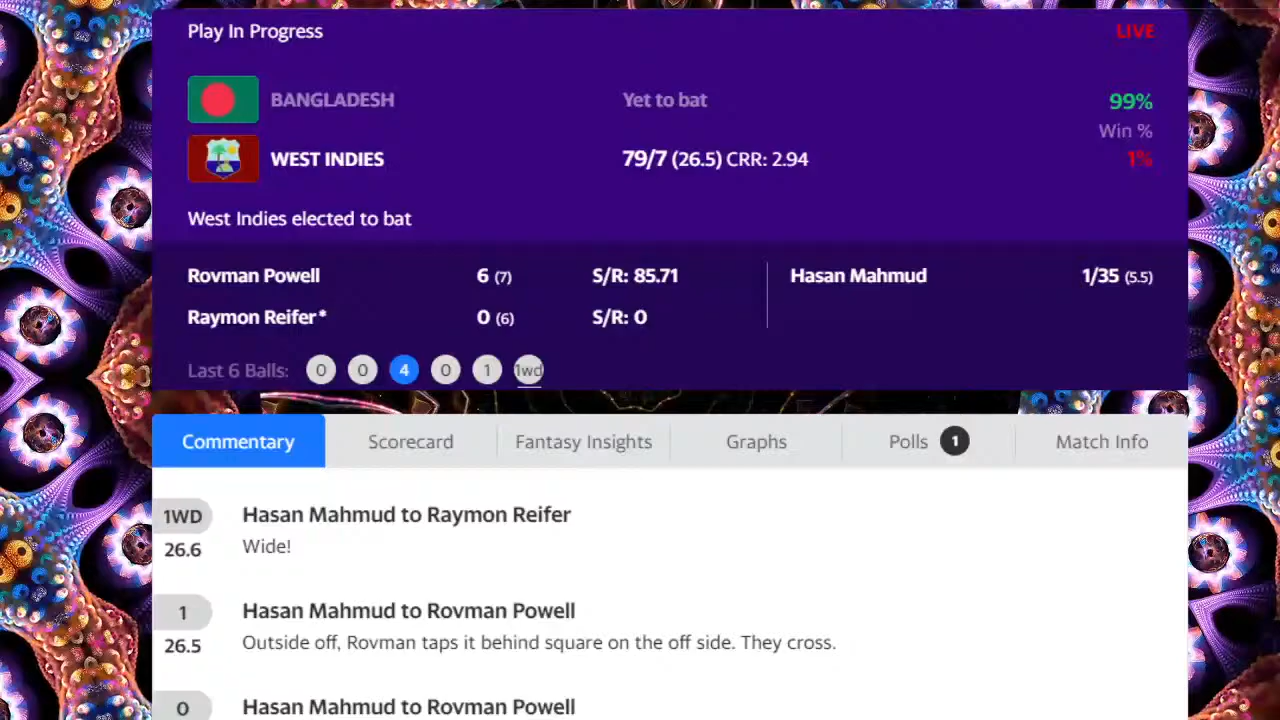 Play In Progress LIVE
BANGLADESH Yet to bat 99%
Win %
WEST INDIES 79/7 (26.5) CRR: 2.94 1%
West Indies elected to bat
Rovman Powell 6 (7) S/R: 85.71 Hasan Mahmud 1/35 (5.5)
Raymon Reifer* 0 (6) S/R: 0
Last 6 Balls: 0 0 4 0 1 1wd
Commentary Scorecard Fantasy Insights Graphs Polls 1 Match Info
1WD Hasan Mahmud to Raymon Reifer
26.6 Wide!
1 Hasan Mahmud to Rovman Powell
26.5 Outside off, Rovman taps it behind square on the off side. They cross.
0 Hasan Mahmud to Rovman Powell